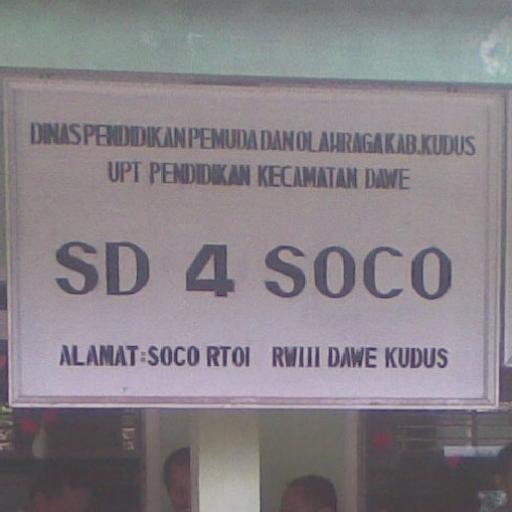 DINAS PENDIDIKAN PEMUDA DAN OLAHRAGA KAB.KUDUS
UPT PENDIDIKAN KECAMATAN DAWE
SD 4 SOCO
ALAMAT:SOCO RT01 RWIII DAWE KUDUS